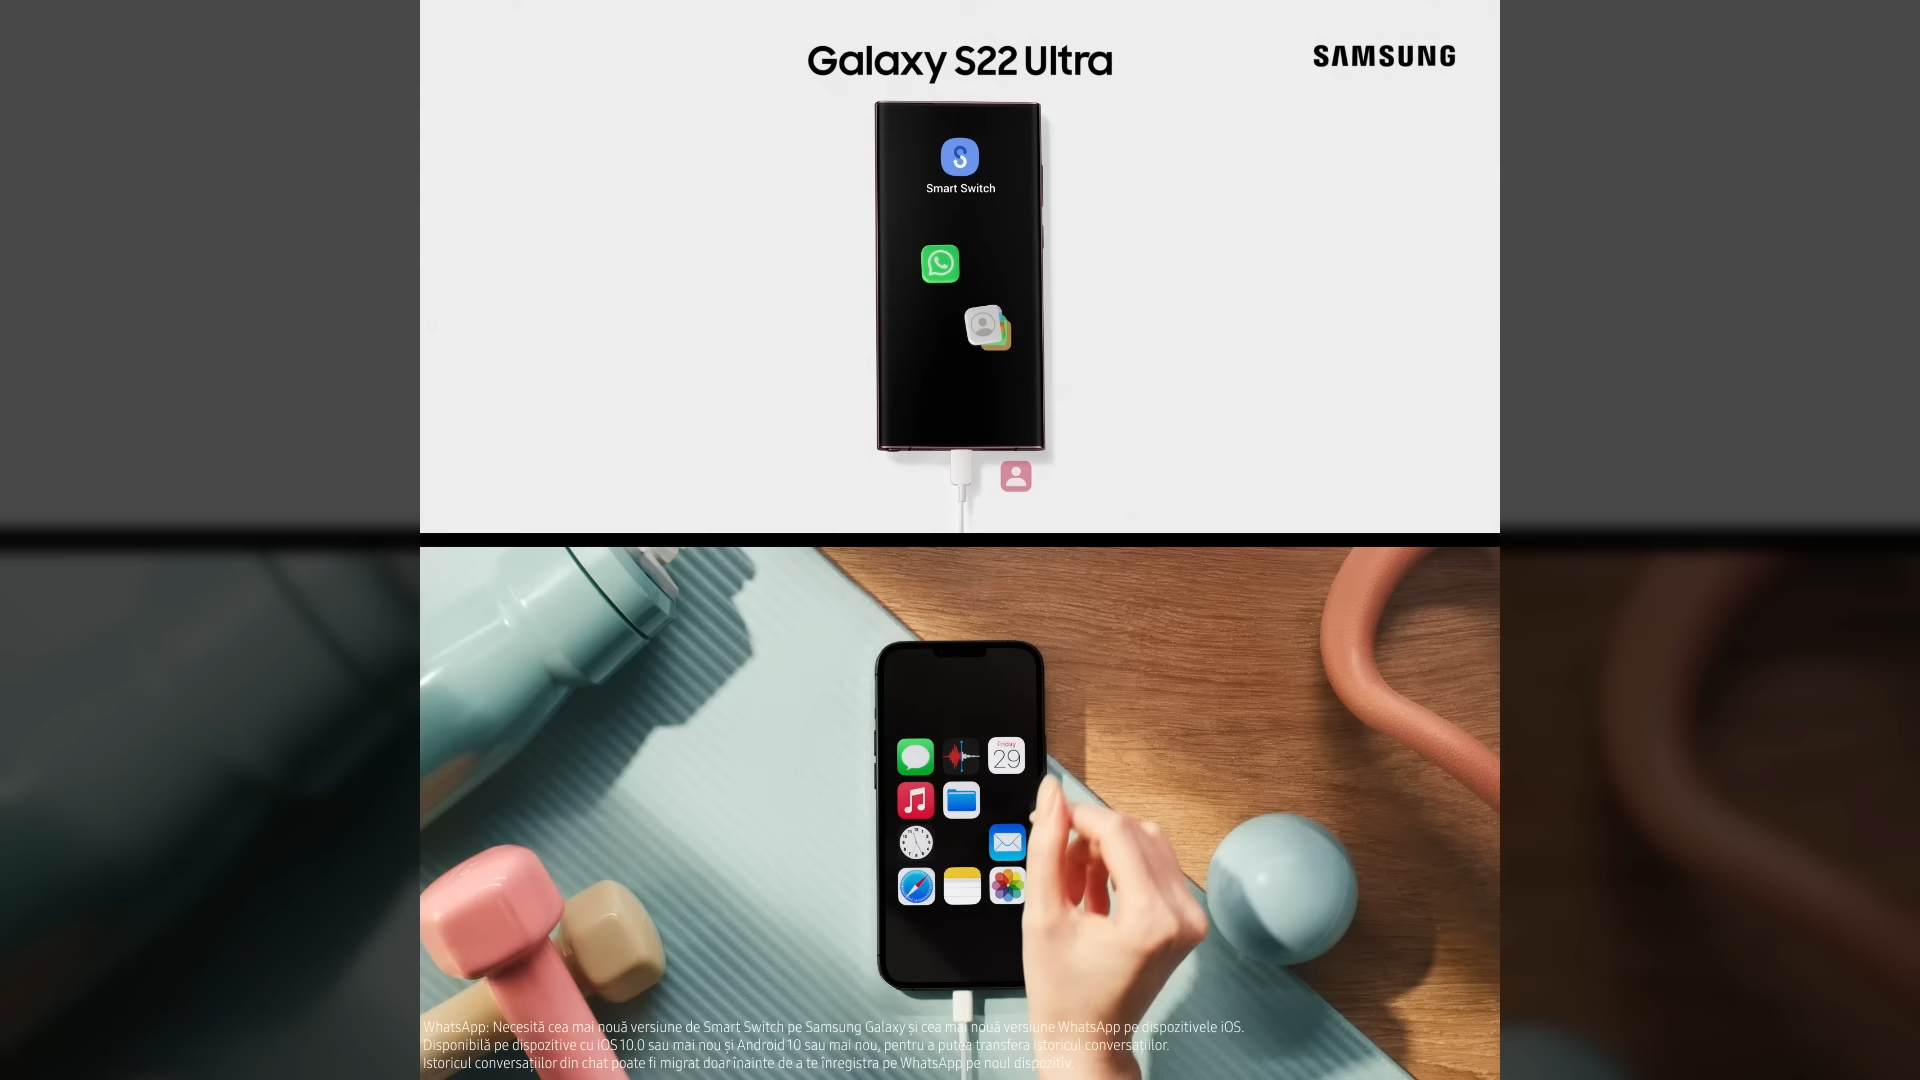 Galaxy S22 Ultra
SAMSUNG
Smart Switch
Friday
29
WhatsApp: Necesită cea mai nouă versiune de Smart Switch pe Samsung Galaxy și cea mai nouă versiune WhatsApp pe dispozitivele iOS.
Disponibilă pe dispozitive cu iOS 10.0 sau mai nou și Android 10 sau mai nou, pentru a putea transfera istoricul conversațiilor.
Istoricul conversațiilor din chat poate fi migrat doar înainte de a te înregistra pe WhatsApp pe noul dispozitiv.